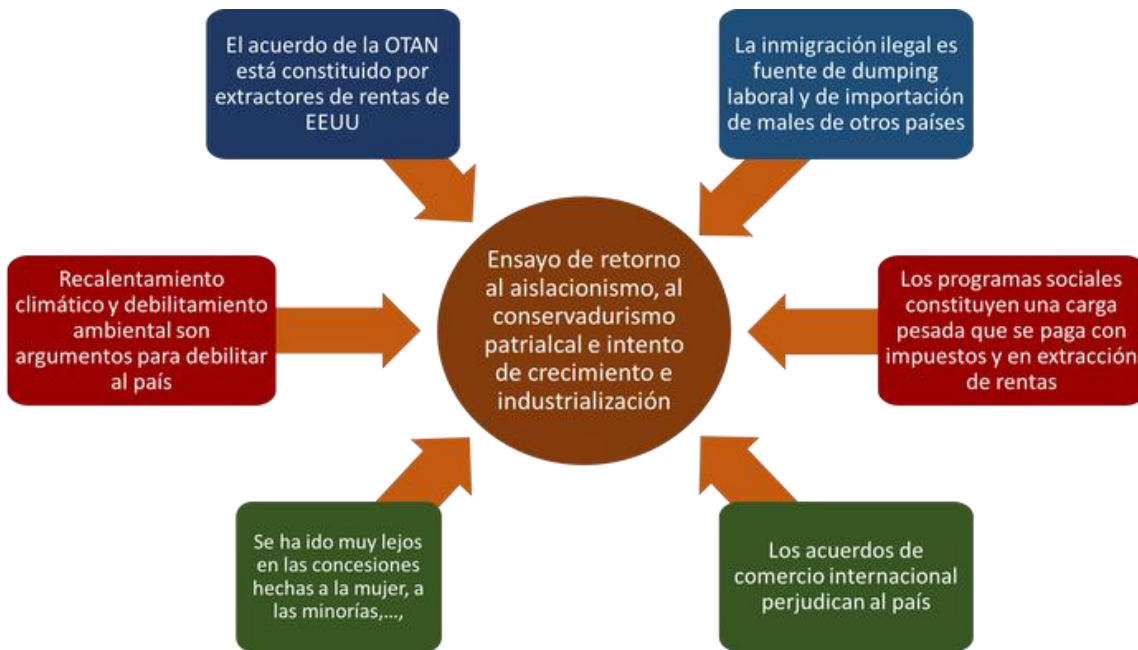 El acuerdo de la OTAN
está constituido por
extractores de rentas de
EEUU
La inmigración ilegal es
fuente de dumping
laboral y de importación
de males de otros países
Recalentamiento
climático y debilitamiento
ambiental son
argumentos para debilitar
al país
Ensayo de retorno
al aislacionismo, al
conservadurismo
patrialcal e intento
de crecimiento e
industrialización
Los programas sociales
constituyen una carga
pesada que se paga con
impuestos y en extracción
de rentas
Se ha ido muy lejos
en las concesiones
hechas a la mujer, a
las minorías,...,
Los acuerdos de
comercio internacional
perjudican al país